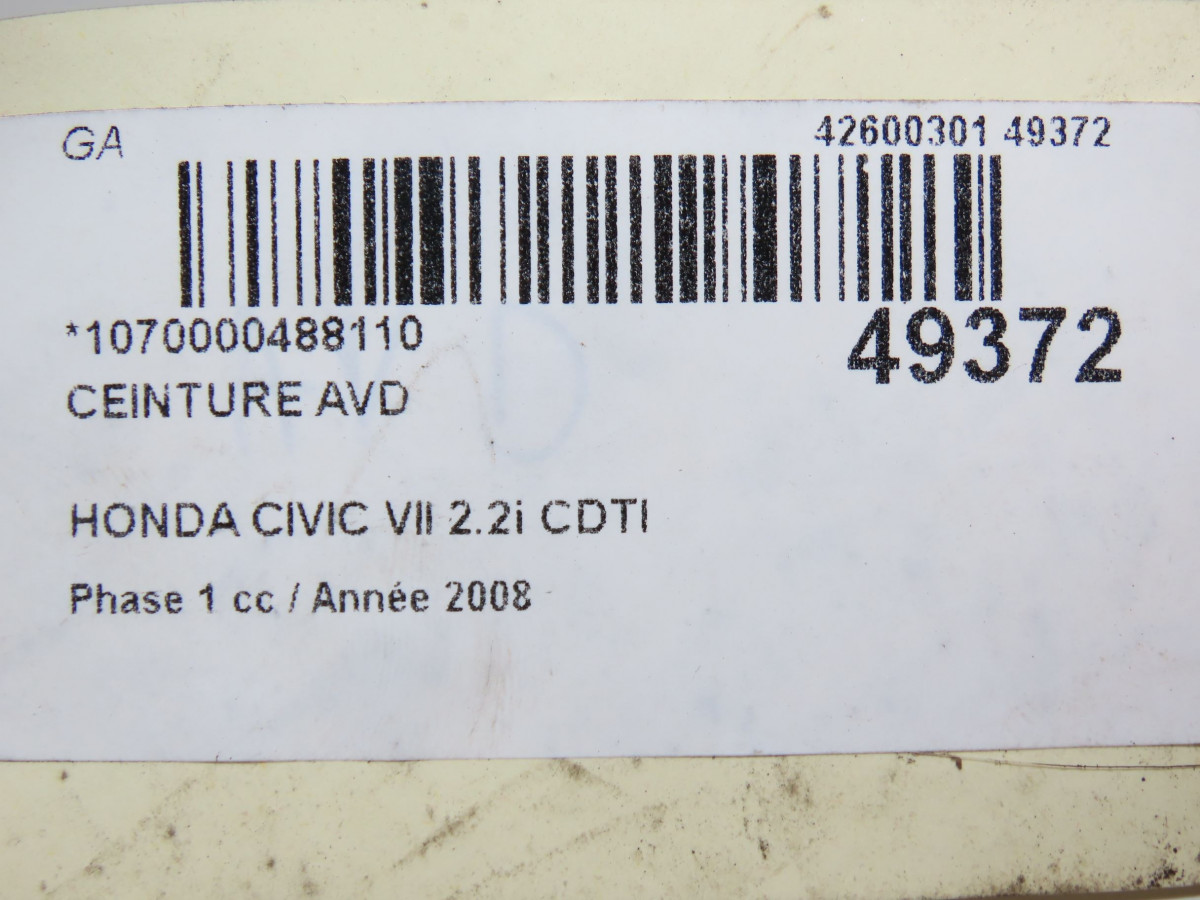 GA 42600301 49372
*1070000488110 49372
CEINTURE AVD
HONDA CIVIC VII 2.2i CDTI
Phase 1 cc / Année 2008